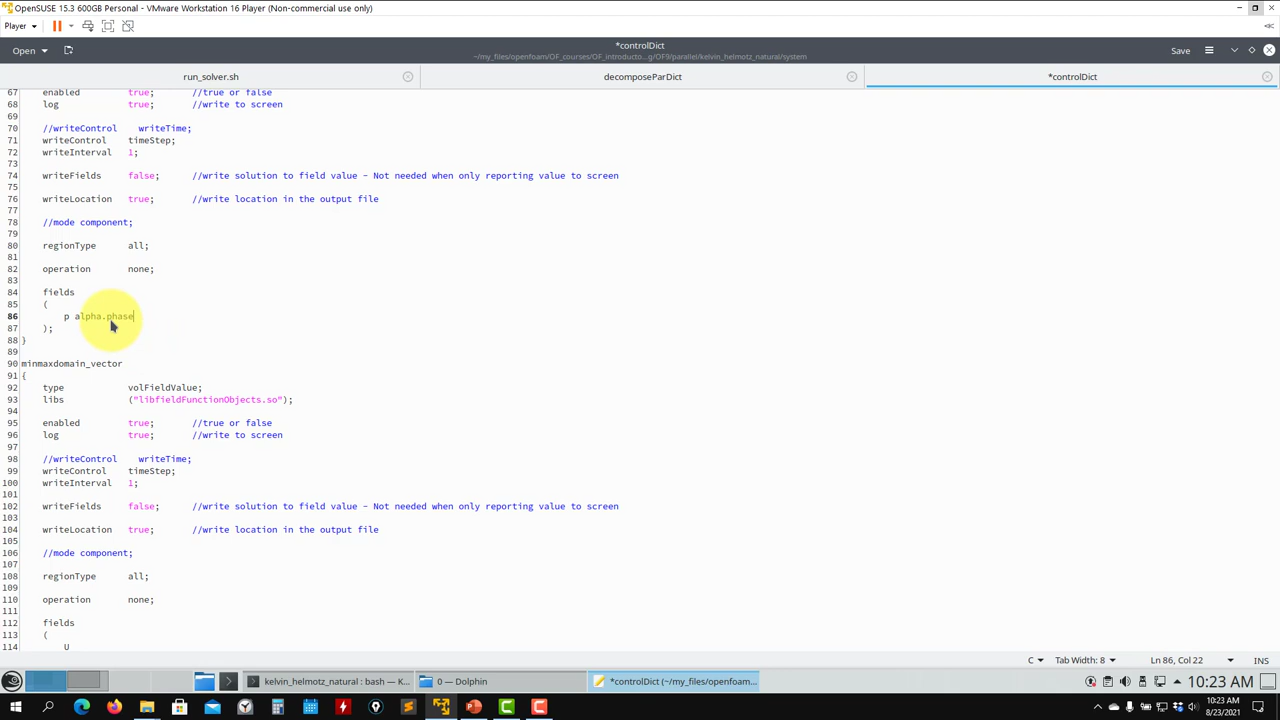 OpenSUSE 15.3 600GB Personal - VMware Workstation 16 Player (Non-commercial use only)
Player
Open
*controlDict
~/my_files/openfoam/OF_courses/OF_introducto...g/OF9/parallel/kelvin_helmotz_natural/system
Save
run_solver.sh
decomposeParDict
*controlDict
67 enabled true; //true or false
68 log true; //write to screen
69
70 //writeControl writeTime;
71 writeControl timeStep;
72 writeInterval 1;
73
74 writeFields false; //write solution to field value - Not needed when only reporting value to screen
75
76 writeLocation true; //write location in the output file
77
78 //mode component;
79
80 regionType all;
81
82 operation none;
83
84 fields
85 (
86 p alpha.phase
87 );
88 }
89
90 minmaxdomain_vector
91 {
92 type volFieldValue;
93 libs ("libfieldFunctionObjects.so");
94
95 enabled true; //true or false
96 log true; //write to screen
97
98 //writeControl writeTime;
99 writeControl timeStep;
100 writeInterval 1;
101
102 writeFields false; //write solution to field value - Not needed when only reporting value to screen
103
104 writeLocation true; //write location in the output file
105
106 //mode component;
107
108 regionType all;
109
110 operation none;
111
112 fields
113 (
114 U
C
Tab Width: 8
Ln 86, Col 22
INS
kelvin_helmotz_natural : bash — K...
0 — Dolphin
*controlDict (~/my_files/openfoam...
10:23 AM
10:23 AM
8/23/2021